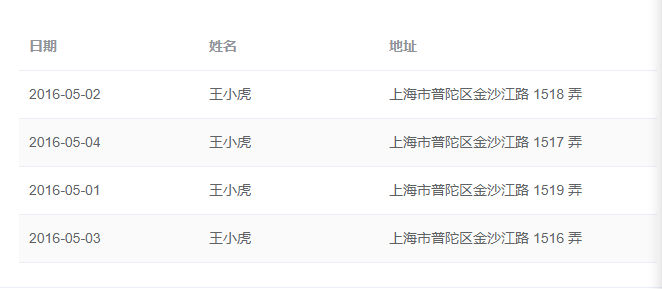 日期 姓名 地址
2016-05-02 王小虎 上海市普陀区金沙江路 1518 弄
2016-05-04 王小虎 上海市普陀区金沙江路 1517 弄
2016-05-01 王小虎 上海市普陀区金沙江路 1519 弄
2016-05-03 王小虎 上海市普陀区金沙江路 1516 弄